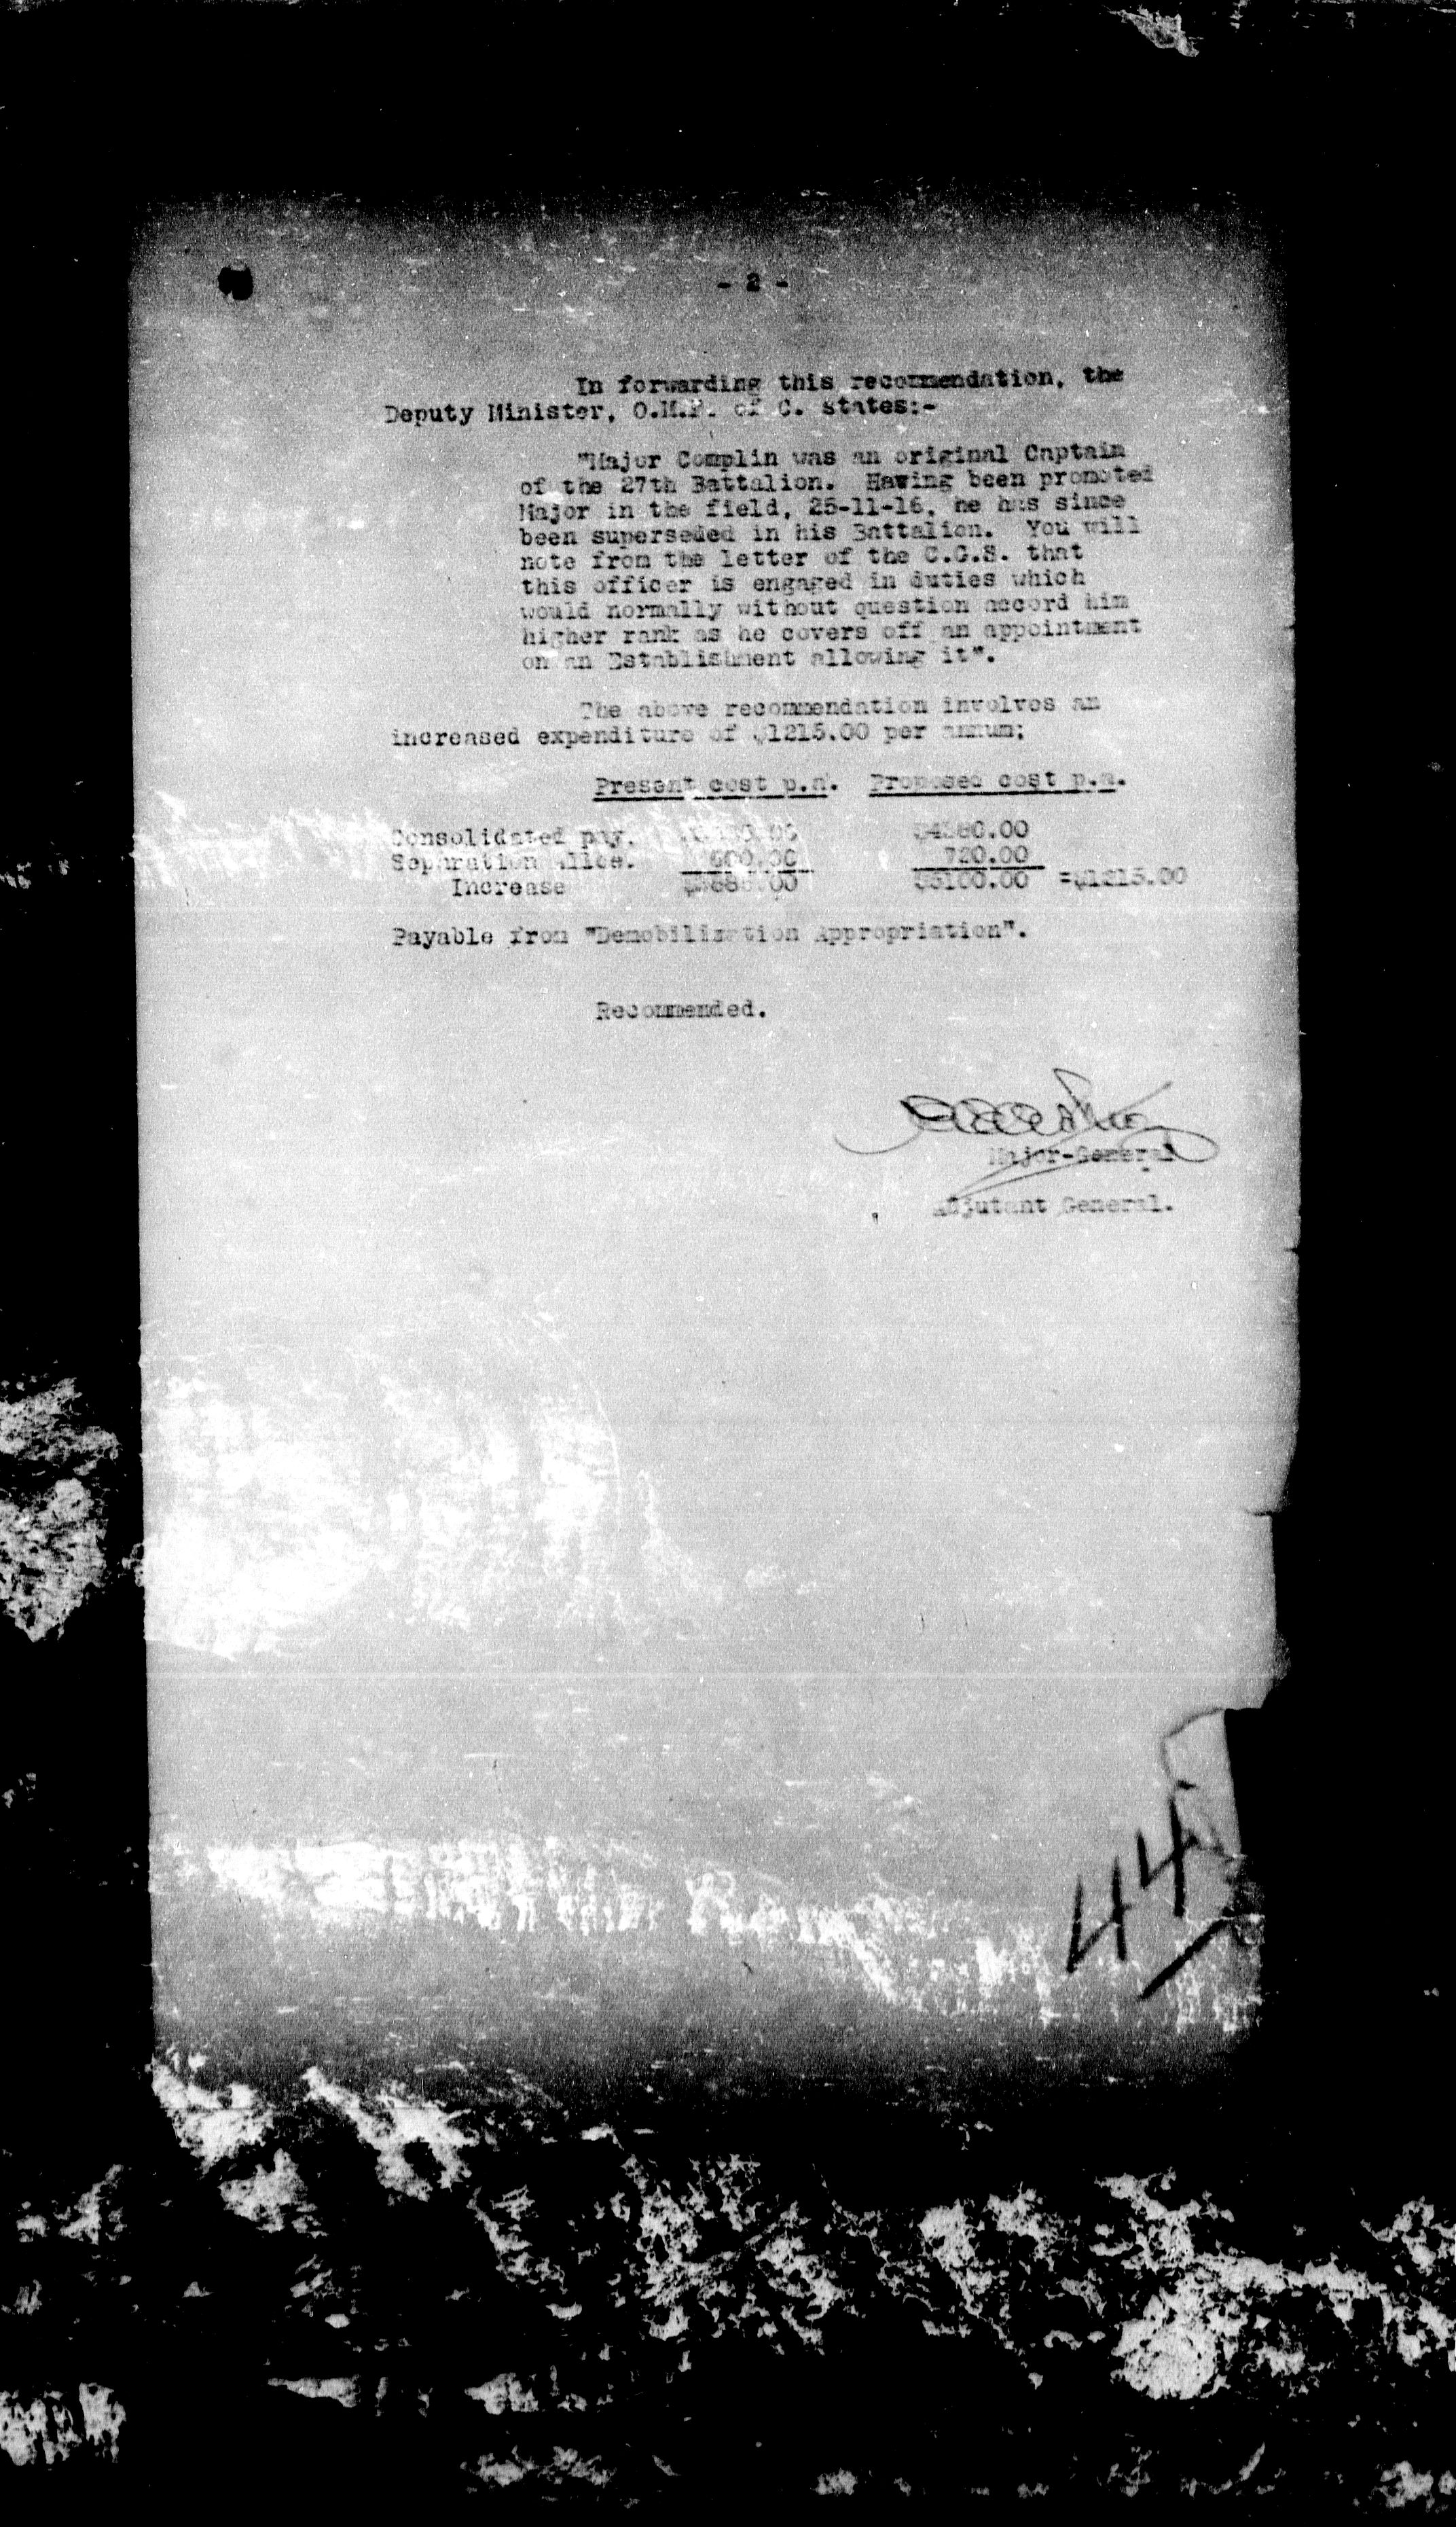 - 2 -
In forwarding this recommendation, the
Deputy Minister, O.M.F. of C. states:-
"Major Complin was an original Captain
of the 27th Battalion. Having been promoted
Major in the field, 25-11-16, he has since
been superseded in his Battalion. You will
note from the letter of the C.G.S. that
this officer is engaged in duties which
would normally without question accord him
higher rank as he covers off an appointment
on an Establishment allowing it".
The above recommendation involves an
increased expenditure of $1215.00 per annum;
Present cost p.a. Proposed cost p.a.
Consolidated pay. $4380.00
Separation allce. 600.00 720.00
Increase $3885.00 $5100.00 =$1215.00
Payable from "Demobilization Appropriation".
Recommended.
Major-General
Adjutant General.
44